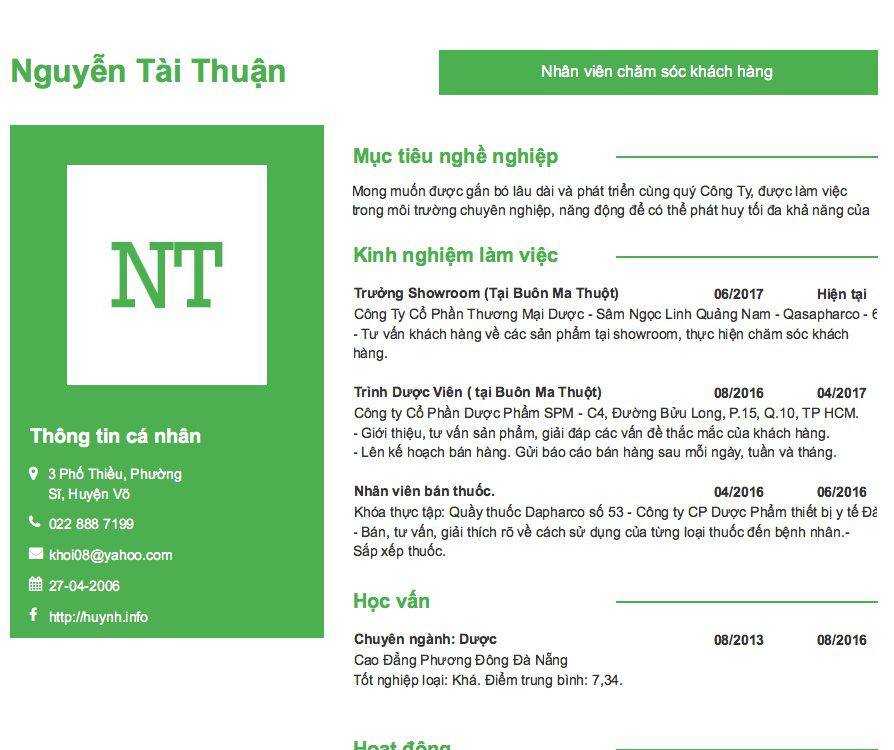 Nguyễn Tài Thuận
Nhân viên chăm sóc khách hàng
NT
Thông tin cá nhân
3 Phố Thiều, Phường
Sĩ, Huyện Võ
022 888 7199
khoi08@yahoo.com
27-04-2006
http://huynh.info
Mục tiêu nghề nghiệp
Mong muốn được gắn bó lâu dài và phát triển cùng quý Công Ty, được làm việc
trong môi trường chuyên nghiệp, năng động để có thể phát huy tối đa khả năng của
Kinh nghiệm làm việc
Trưởng Showroom (Tại Buôn Ma Thuột) 06/2017 Hiện tại
Công Ty Cổ Phần Thương Mại Dược - Sâm Ngọc Linh Quảng Nam - Qasapharco - 6
- Tư vấn khách hàng về các sản phẩm tại showroom, thực hiện chăm sóc khách
hàng.
Trình Dược Viên ( tại Buôn Ma Thuột) 08/2016 04/2017
Công ty Cổ Phần Dược Phẩm SPM - C4, Đường Bửu Long, P.15, Q.10, TP HCM.
- Giới thiệu, tư vấn sản phẩm, giải đáp các vấn đề thắc mắc của khách hàng.
- Lên kế hoạch bán hàng. Gửi báo cáo bán hàng sau mỗi ngày, tuần và tháng.
Nhân viên bán thuốc. 04/2016 06/2016
Khóa thực tập: Quầy thuốc Dapharco số 53 - Công ty CP Dược Phẩm thiết bị y tế Đà
- Bán, tư vấn, giải thích rõ về cách sử dụng của từng loại thuốc đến bệnh nhân.-
Sắp xếp thuốc.
Học vấn
Chuyên ngành: Dược 08/2013 08/2016
Cao Đẳng Phương Đông Đà Nẵng
Tốt nghiệp loại: Khá. Điểm trung bình: 7,34.
Hoạt động